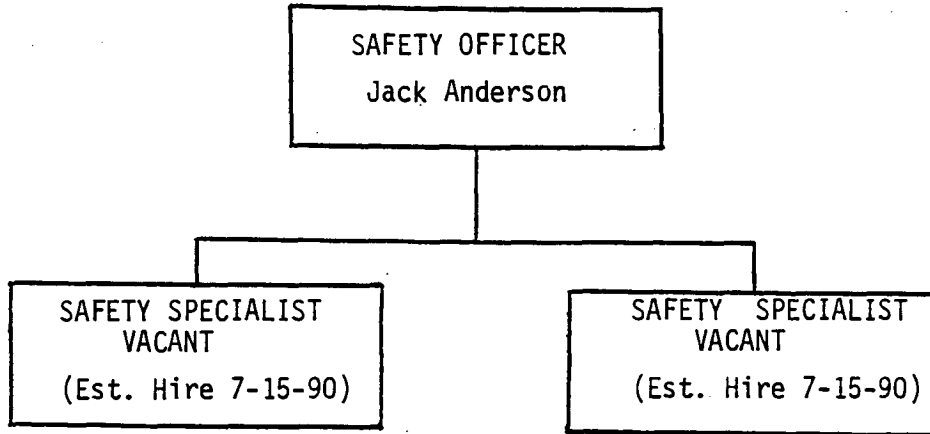 SAFETY OFFICER
Jack Anderson
SAFETY SPECIALIST
VACANT
(Est. Hire 7-15-90)
SAFETY SPECIALIST
VACANT
(Est. Hire 7-15-90)